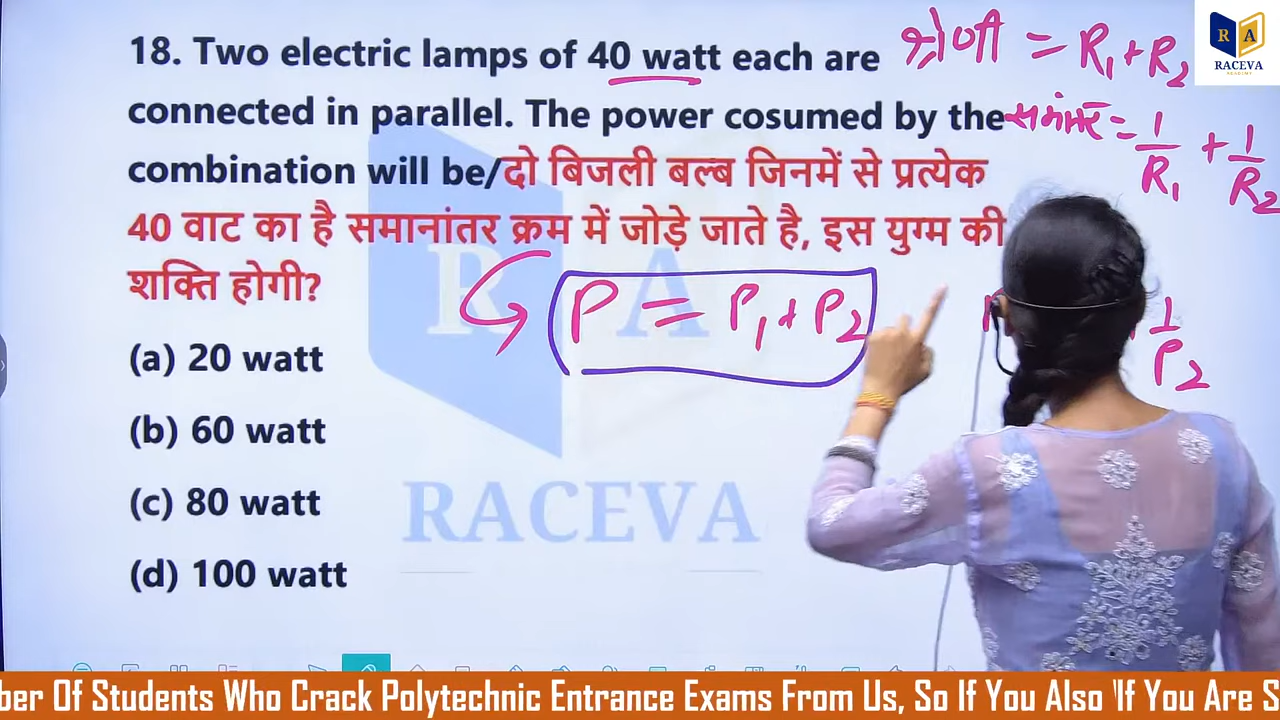 18. Two electric lamps of 40 watt each are
connected in parallel. The power cosumed by the
combination will be/दो बिजली बल्ब जिनमें से प्रत्येक
40 वाट का है समानांतर क्रम में जोड़े जाते है, इस युग्म की
शक्ति होगी?
(a) 20 watt
(b) 60 watt
(c) 80 watt
(d) 100 watt
P = P₁ + P₂
= R₁ + R₂
= 1/R₁ + 1/R₂
1/P₂
R A
RACEVA
R A
RACEVA
ber Of Students Who Crack Polytechnic Entrance Exams From Us, So If You Also 'If You Are S